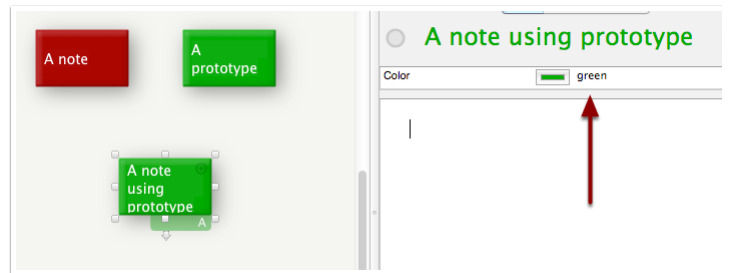 A note
A
prototype
A note
using
prototype
A
A note using prototype
Color
green